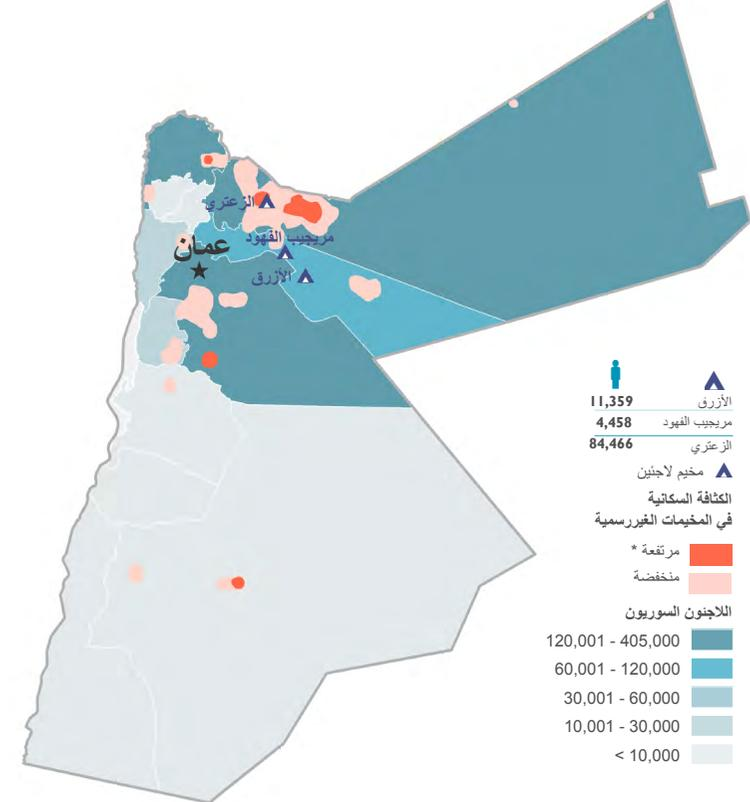 الزعتري
مريجيب الفهود
عمان
الأزرق
الأزرق 11,359
مريجيب الفهود 4,458
الزعتري 84,466
مخيم لاجئين
الكثافة السكانية
في المخيمات الغيررسمية
مرتفعة *
منخفضة
اللاجئون السوريون
120,001 - 405,000
60,001 - 120,000
30,001 - 60,000
10,001 - 30,000
< 10,000